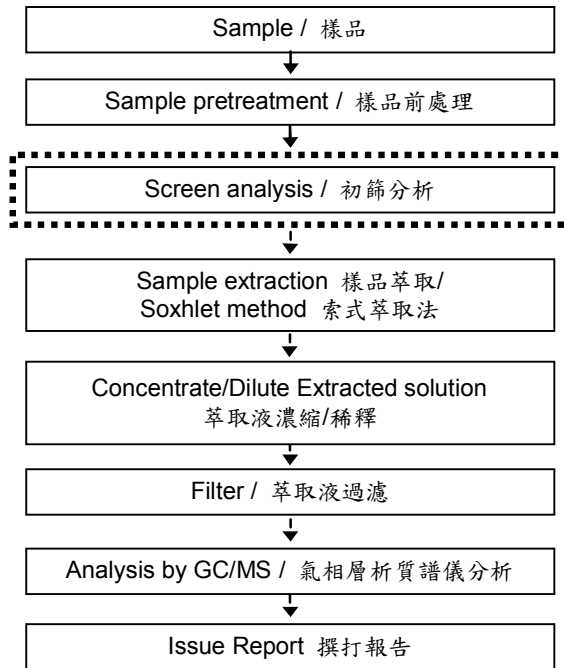 Sample / 樣品
Sample pretreatment / 樣品前處理
Screen analysis / 初篩分析
Sample extraction 樣品萃取/
Soxhlet method 索式萃取法
Concentrate/Dilute Extracted solution
萃取液濃縮/稀釋
Filter / 萃取液過濾
Analysis by GC/MS / 氣相層析質譜儀分析
Issue Report 撰打報告